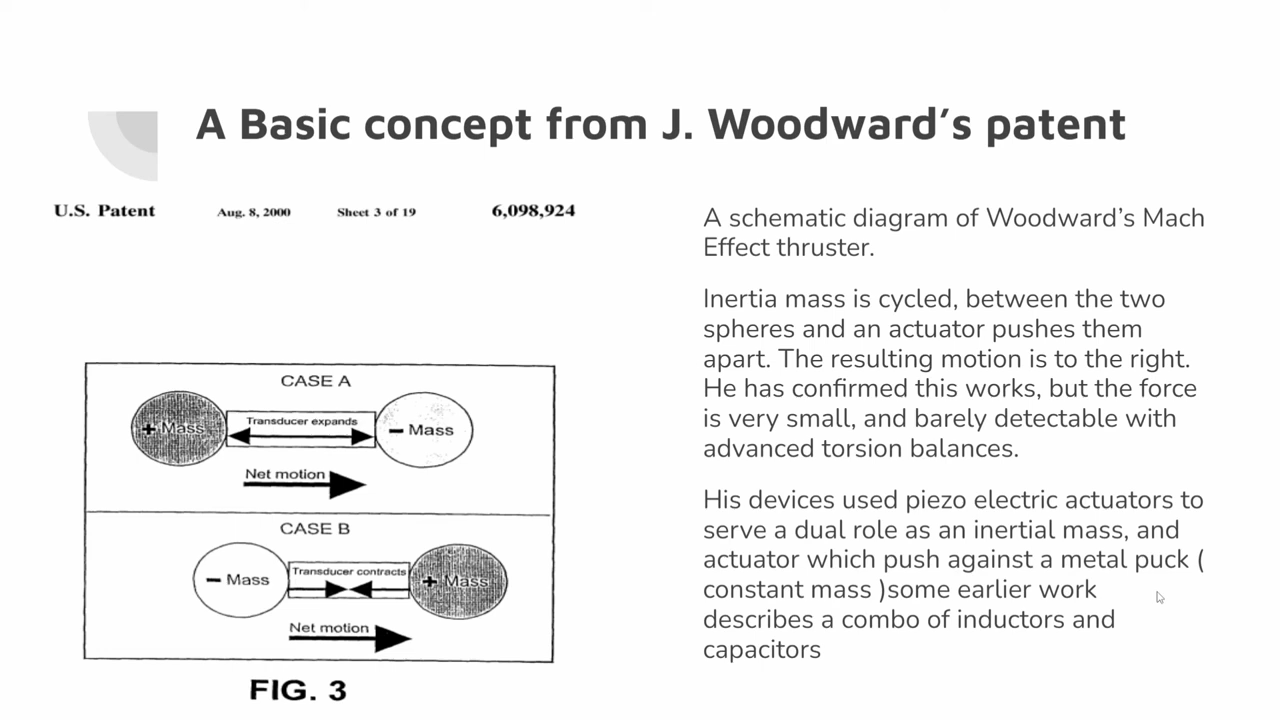 A Basic concept from J. Woodward’s patent
U.S. Patent Aug. 8, 2000 Sheet 3 of 19 6,098,924
CASE A
+ Mass Transducer expands − Mass
Net motion
CASE B
− Mass Transducer contracts + Mass
Net motion
FIG. 3
A schematic diagram of Woodward’s Mach
Effect thruster.
Inertia mass is cycled, between the two
spheres and an actuator pushes them
apart. The resulting motion is to the right.
He has confirmed this works, but the force
is very small, and barely detectable with
advanced torsion balances.
His devices used piezo electric actuators to
serve a dual role as an inertial mass, and
actuator which push against a metal puck (
constant mass )some earlier work
describes a combo of inductors and
capacitors